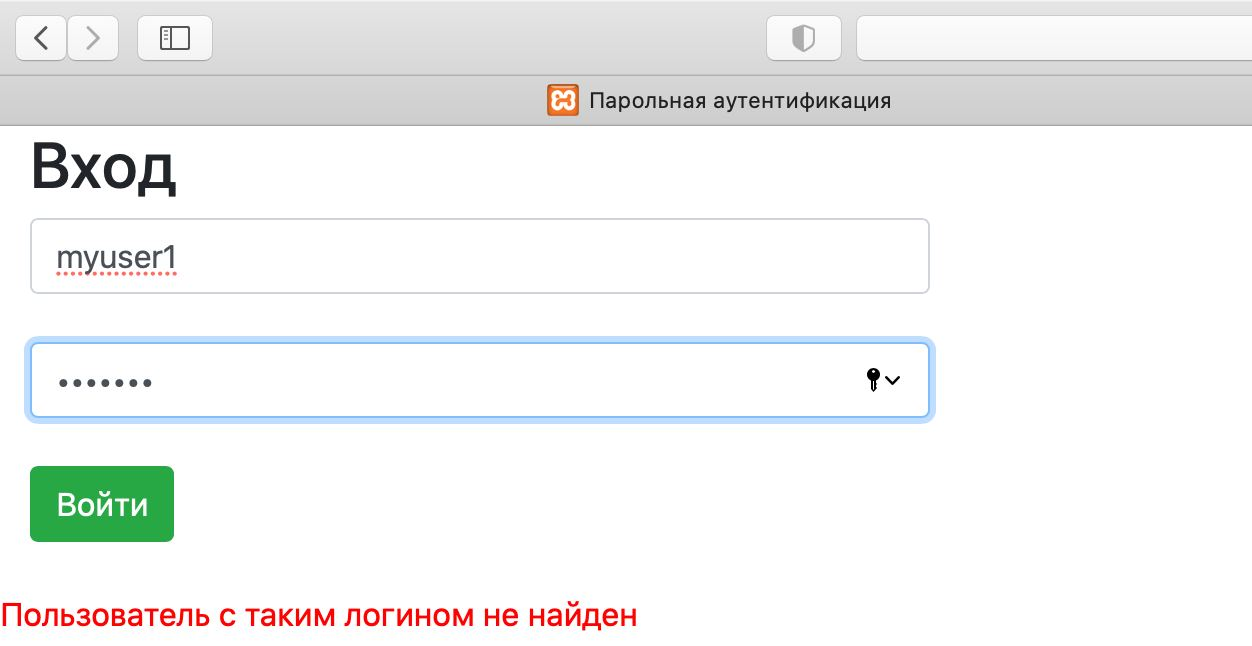 Парольная аутентификация
Вход
myuser1
•••••••
Войти
Пользователь с таким логином не найден